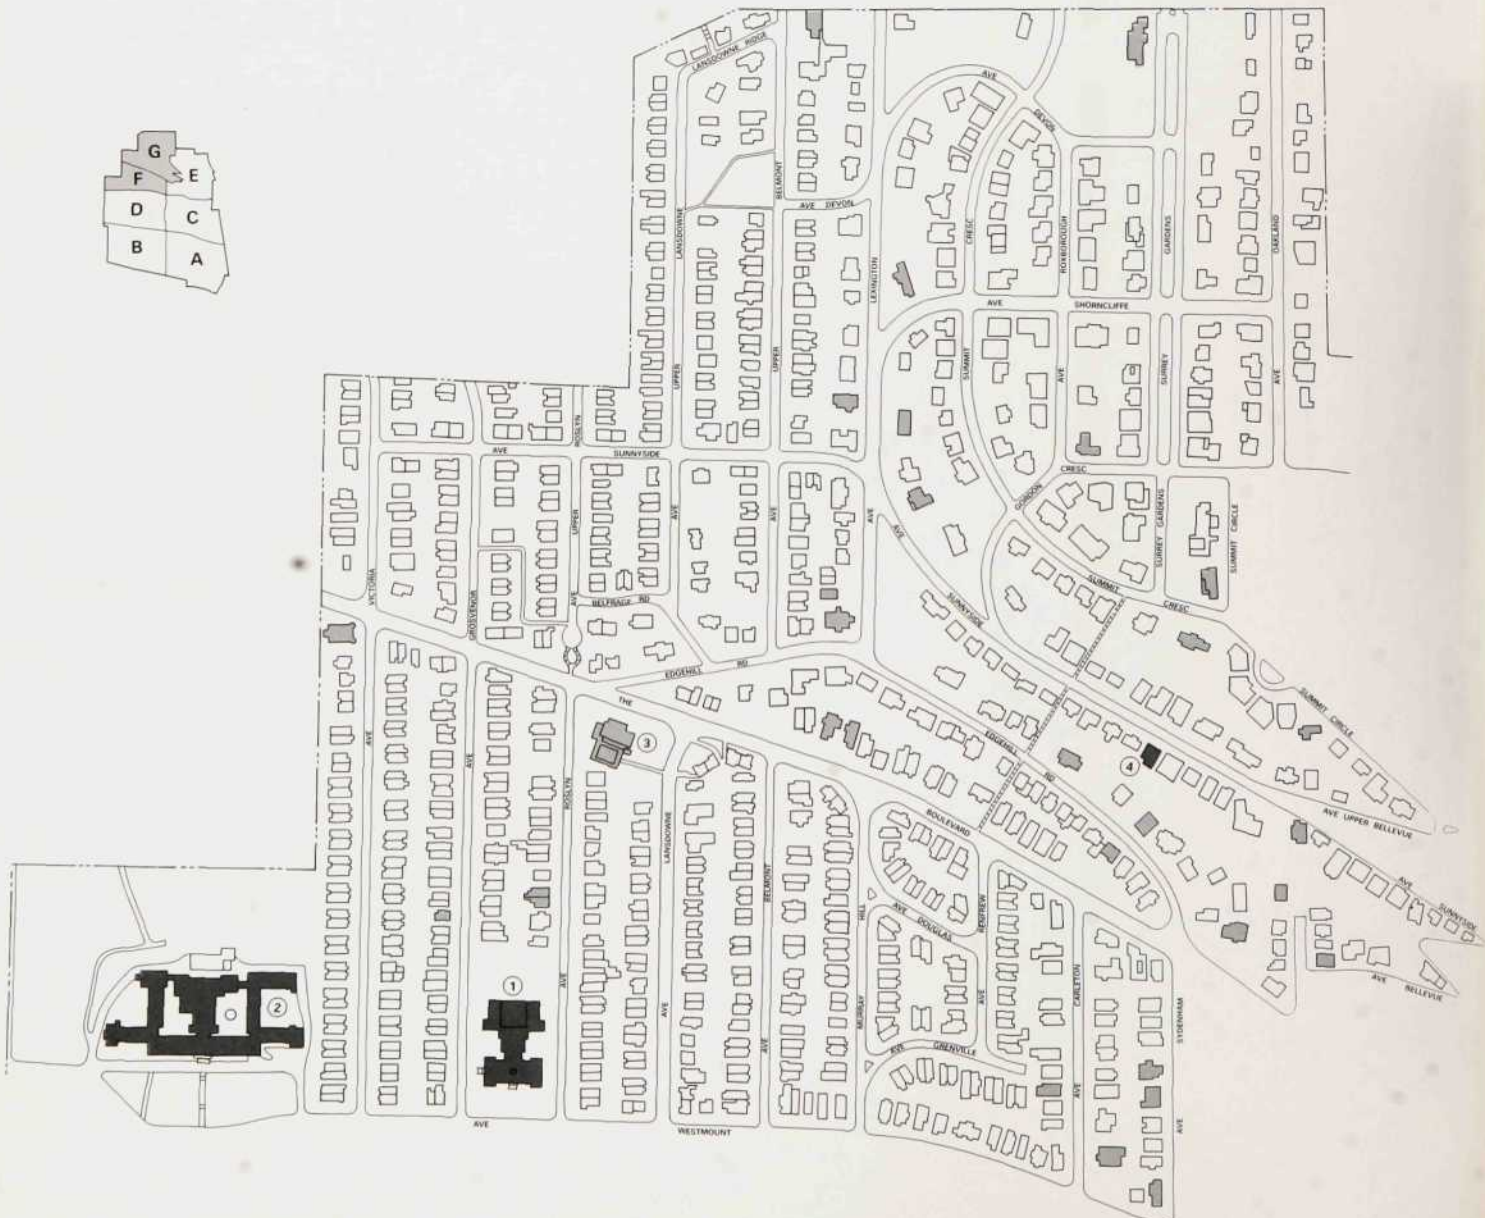 G
F
E
D
C
B
A
LANSDOWNE RIDGE
AVE
DEVON
BELMONT
AVE DEVON
LANSDOWNE
CRESC
ROXBOROUGH
GARDENS
OAKLAND
LEXINGTON
AVE
SHORNCLIFFE
UPPER
UPPER
SUMMIT
AVE
SURREY
AVE
ROSLYN
AVE
SUNNYSIDE
CRESC
GORDON
AVE
AVE
AVE
AVE
UPPER
SURREY GARDENS
SUMMIT CIRCLE
VICTORIA
GROSVENOR
AVE
BELFRAGE RD
SUNNYSIDE
SUMMIT
CRESC
EDGEHILL
RD
THE
SUMMIT CIRCLE
AVE
AVE
3
EDGEHILL
RD
4
ROSLYN
LANSDOWNE
BOULEVARD
AVE UPPER BELLEVUE
BELMONT
HILL
AVE DOUGLAS
RENFREW
AVE
SUNNYSIDE
AVE
BELLEVUE
1
2
AVE
AVE
MURRAY
AVE
CARLETON
SYDENHAM
AVE
AVE
GRENVILLE
AVE
AVE
AVE
WESTMOUNT